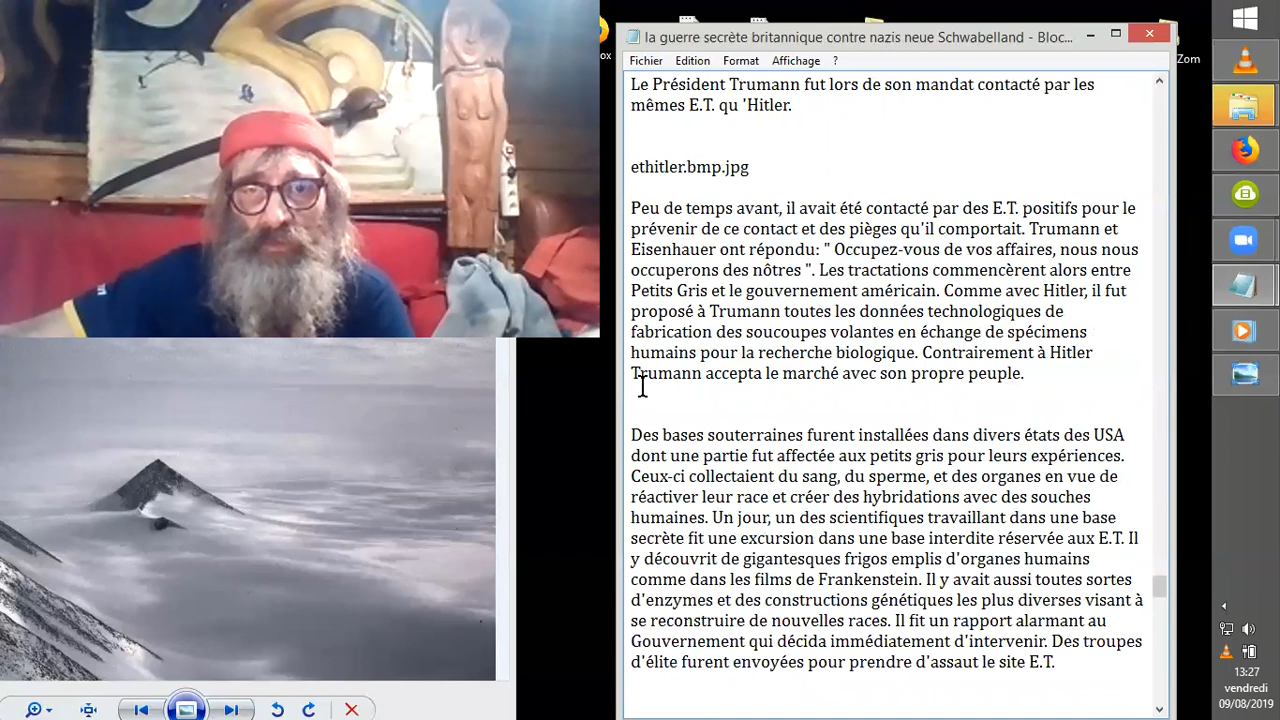 la guerre secrète britannique contre nazis neue Schwabelland - Bloc...
Fichier Edition Format Affichage ?
Le Président Trumann fut lors de son mandat contacté par les
mêmes E.T. qu 'Hitler.
ethitler.bmp.jpg
Peu de temps avant, il avait été contacté par des E.T. positifs pour le
prévenir de ce contact et des pièges qu'il comportait. Trumann et
Eisenhauer ont répondu: " Occupez-vous de vos affaires, nous nous
occuperons des nôtres ". Les tractations commencèrent alors entre
Petits Gris et le gouvernement américain. Comme avec Hitler, il fut
proposé à Trumann toutes les données technologiques de
fabrication des soucoupes volantes en échange de spécimens
humains pour la recherche biologique. Contrairement à Hitler
Trumann accepta le marché avec son propre peuple.
Des bases souterraines furent installées dans divers états des USA
dont une partie fut affectée aux petits gris pour leurs expériences.
Ceux-ci collectaient du sang, du sperme, et des organes en vue de
réactiver leur race et créer des hybridations avec des souches
humaines. Un jour, un des scientifiques travaillant dans une base
secrète fit une excursion dans une base interdite réservée aux E.T. Il
y découvrit de gigantesques frigos emplis d'organes humains
comme dans les films de Frankenstein. Il y avait aussi toutes sortes
d'enzymes et des constructions génétiques les plus diverses visant à
se reconstruire de nouvelles races. Il fit un rapport alarmant au
Gouvernement qui décida immédiatement d'intervenir. Des troupes
d'élite furent envoyées pour prendre d'assaut le site E.T.
ox
Zom
13:27
vendredi
09/08/2019